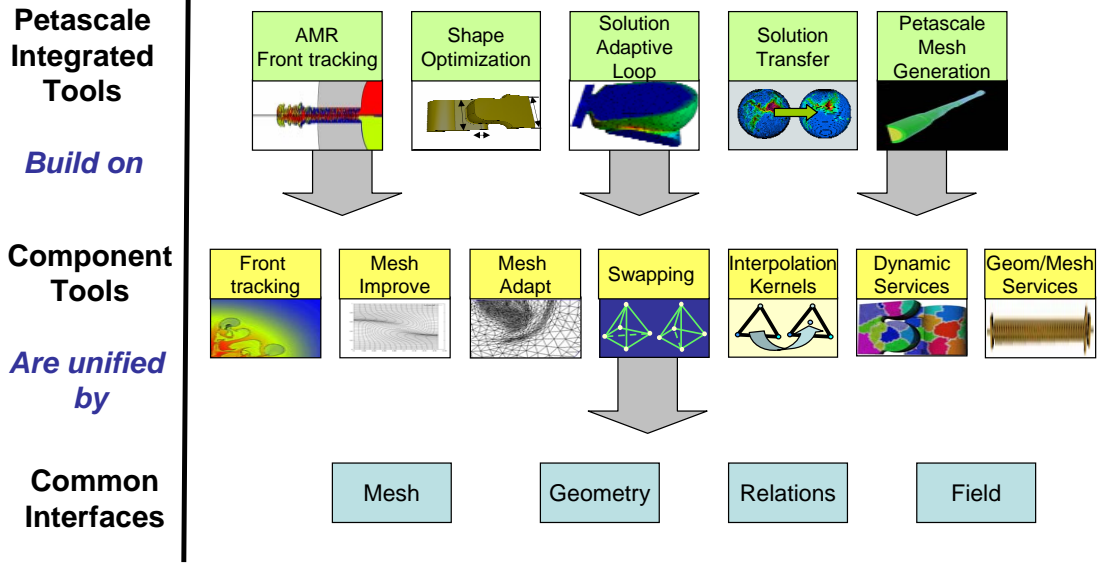 Petascale
Integrated
Tools
AMR
Front tracking
Shape
Optimization
Solution
Adaptive
Loop
Solution
Transfer
Petascale
Mesh
Generation
Build on
Component
Tools
Front
tracking
Mesh
Improve
Mesh
Adapt
Swapping
Interpolation
Kernels
Dynamic
Services
Geom/Mesh
Services
Are unified
by
Common
Interfaces
Mesh
Geometry
Relations
Field